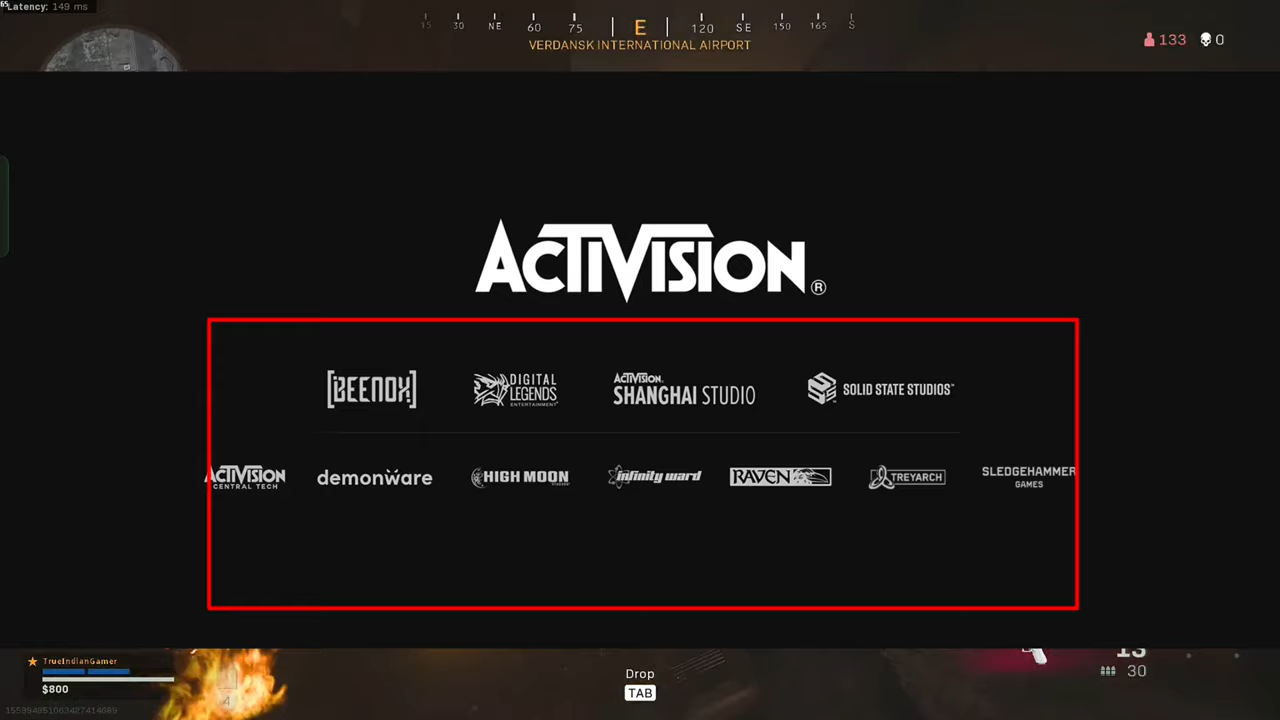 Latency: 149 ms
15 30 NE 60 75 E 120 SE 150 165 S
VERDANSK INTERNATIONAL AIRPORT
133 0
ACTIVISION®
BEENOX
DIGITAL LEGENDS ENTERTAINMENT
ACTIVISION SHANGHAI STUDIO
SOLID STATE STUDIOS™
ACTIVISION CENTRAL TECH
demonware
HIGH MOON STUDIOS
infinity ward
RAVEN
TREYARCH
SLEDGEHAMMER GAMES
TrueIndianGamer
$800
4
Drop
TAB
30